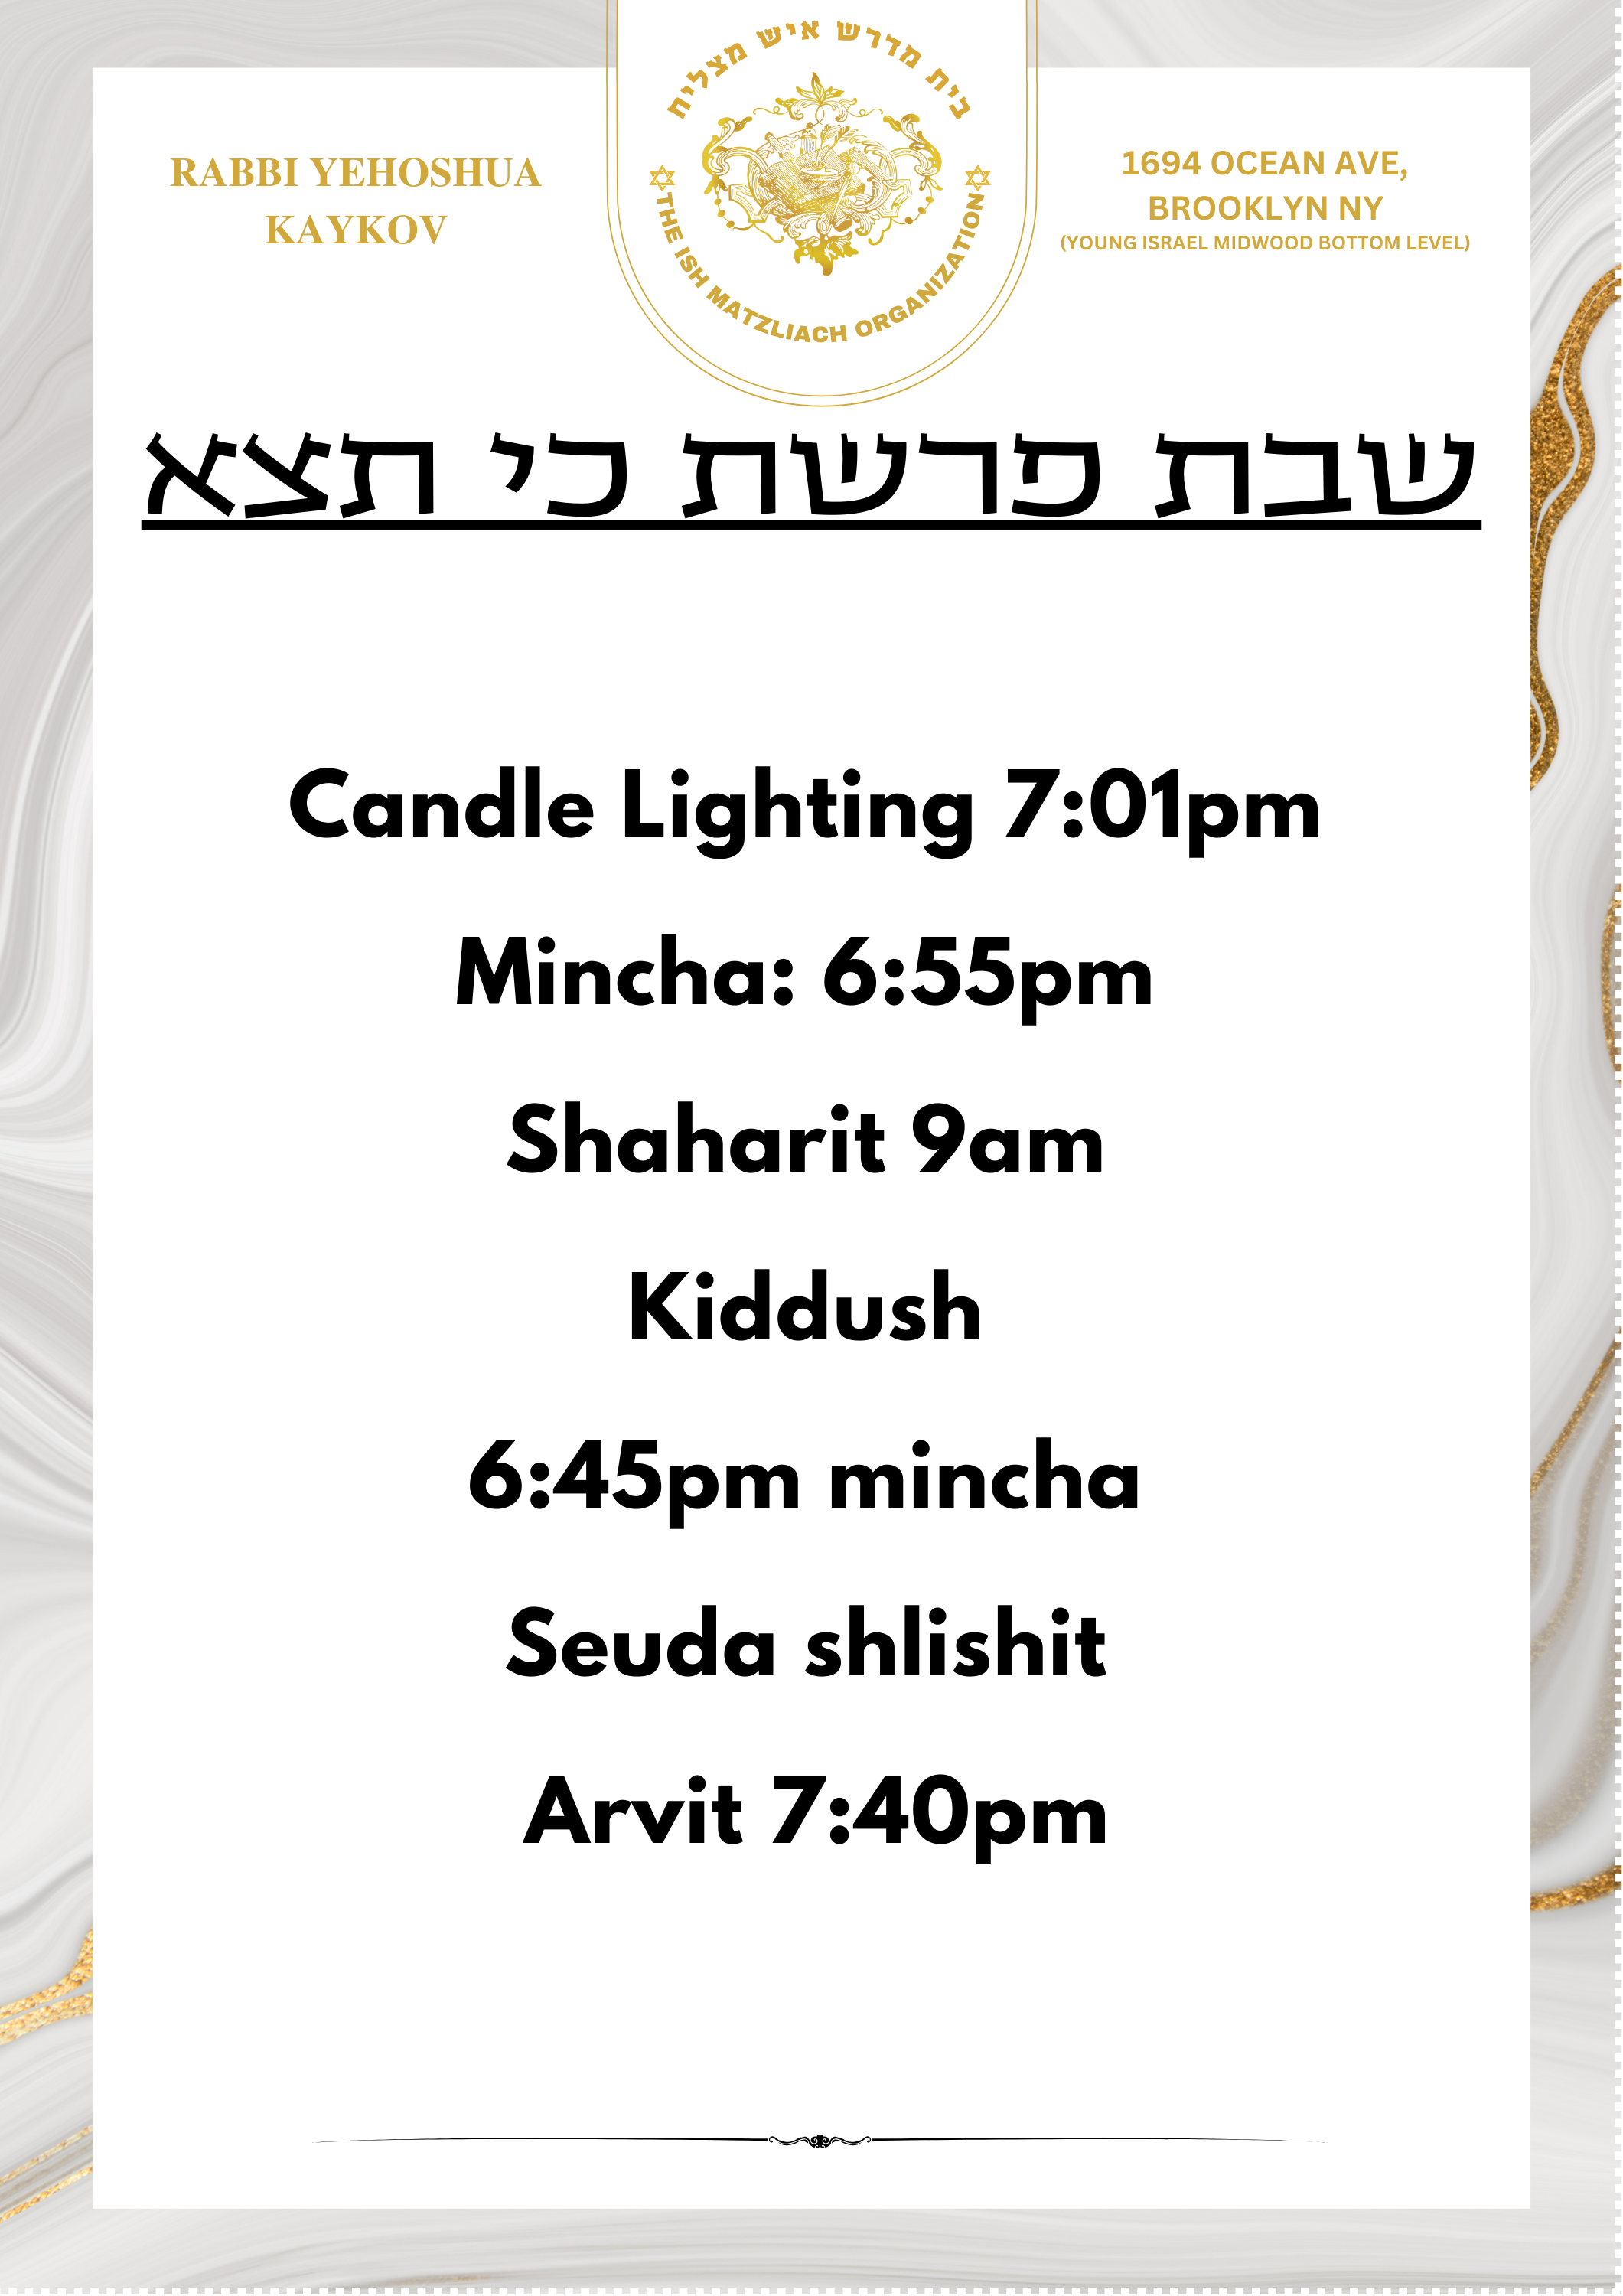 בית מדרש איש מצליח
THE ISH MATZLIACH ORGANIZATION
RABBI YEHOSHUA
KAYKOV
1694 OCEAN AVE,
BROOKLYN NY
(YOUNG ISRAEL MIDWOOD BOTTOM LEVEL)
שבת פרשת כי תצא
Candle Lighting 7:01pm
Mincha: 6:55pm
Shaharit 9am
Kiddush
6:45pm mincha
Seuda shlishit
Arvit 7:40pm